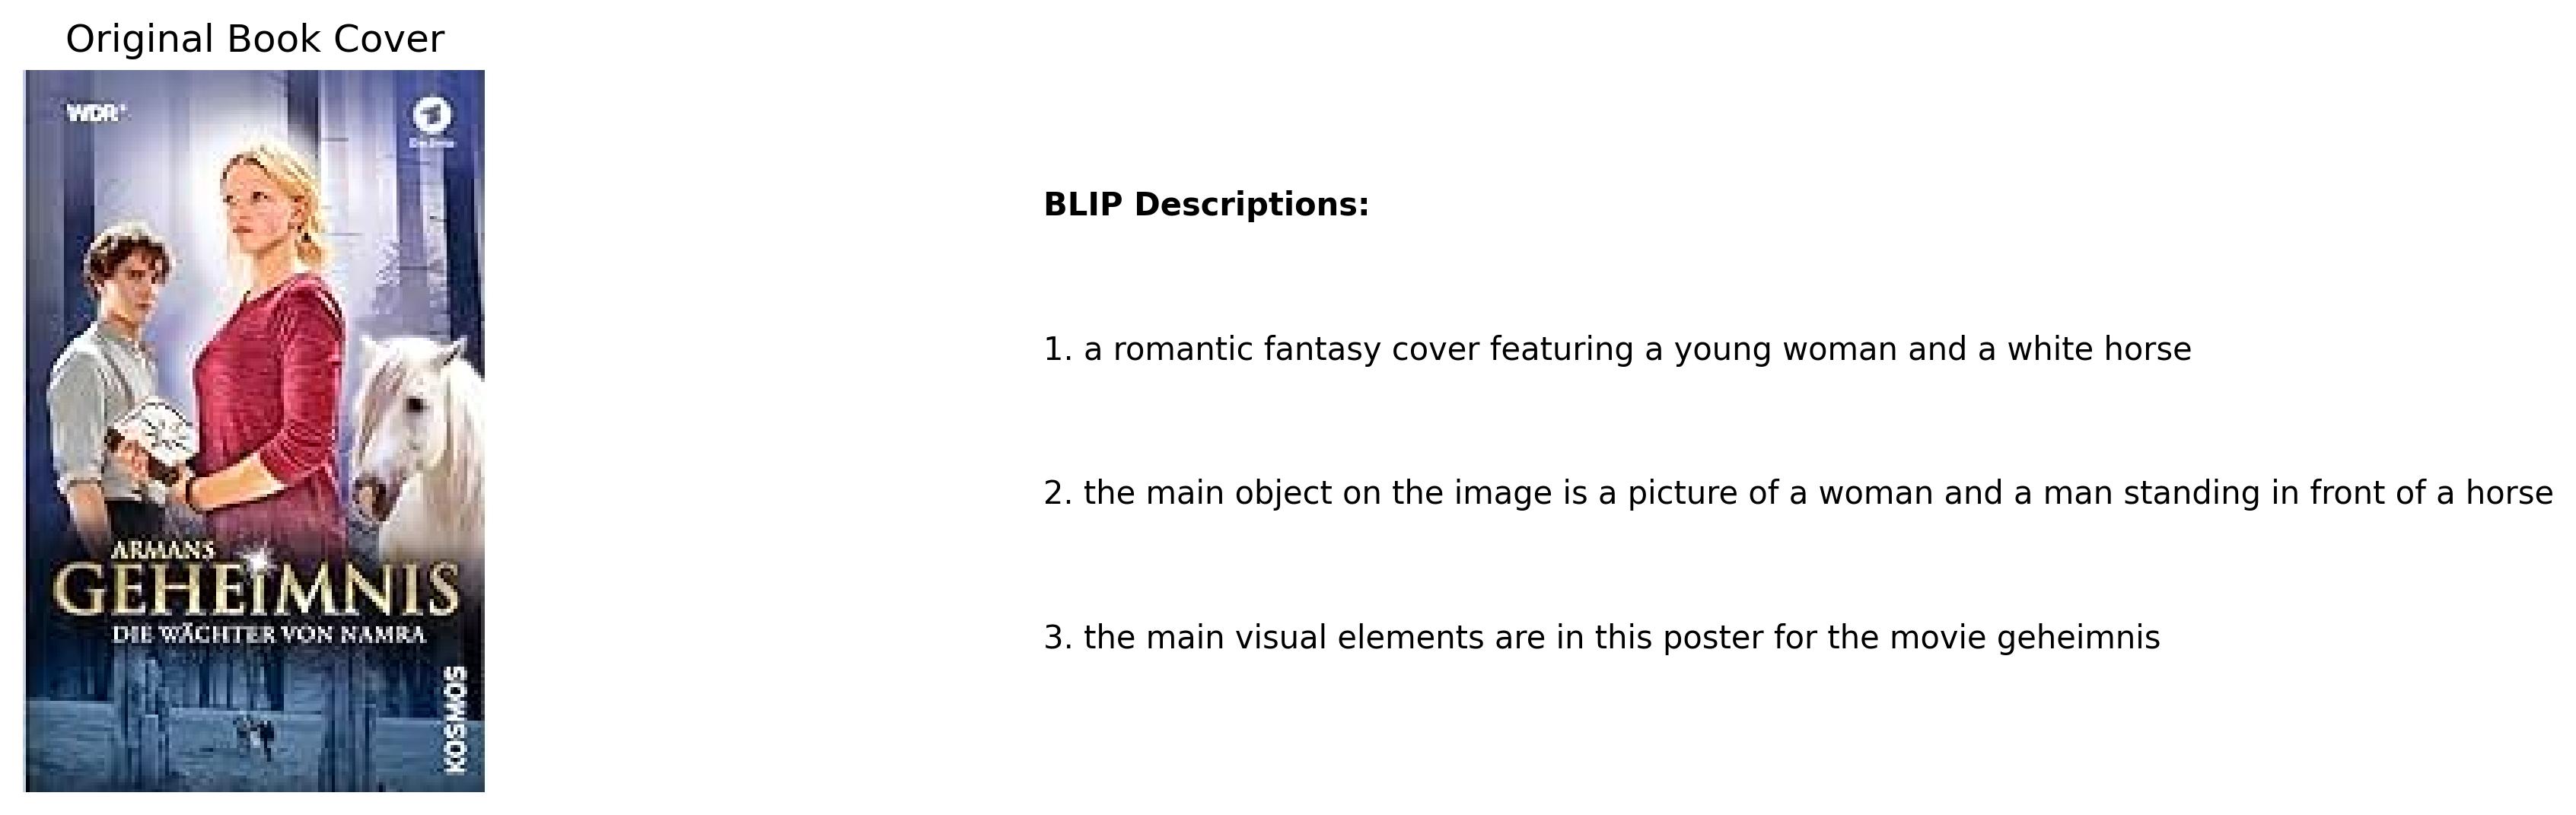 Original Book Cover
WDR
ARMANS
GEHEIMNIS
DIE WÄCHTER VON NAMRA
KOSMOS
BLIP Descriptions:
1. a romantic fantasy cover featuring a young woman and a white horse
2. the main object on the image is a picture of a woman and a man standing in front of a horse
3. the main visual elements are in this poster for the movie geheimnis